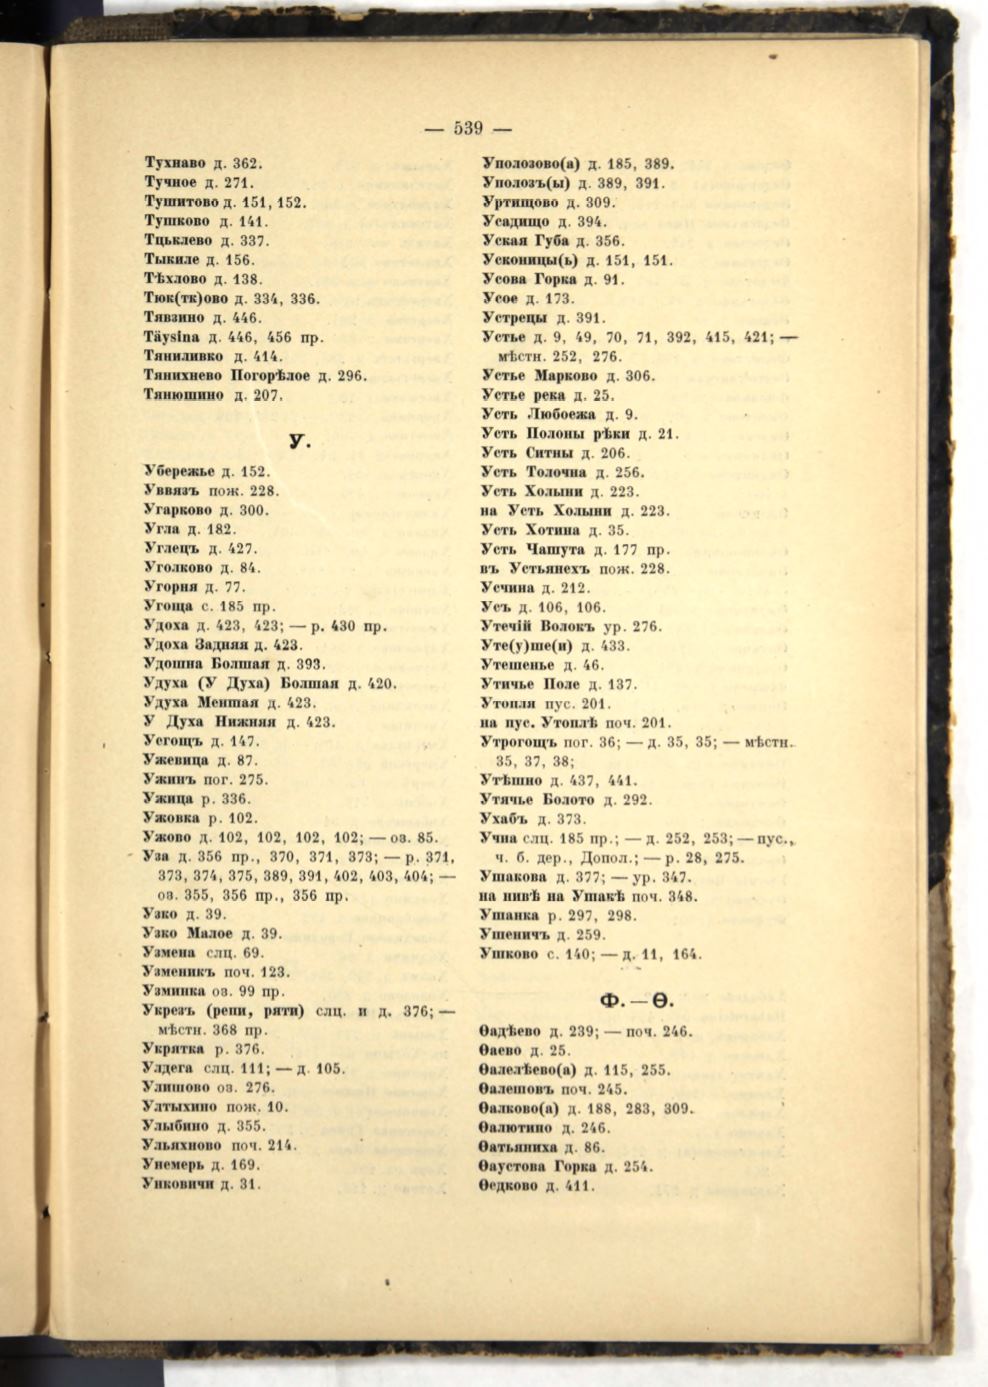 — 539 —
Тухнаво д. 362.
Тучное д. 271.
Тушитово д. 151, 152.
Тушково д. 141.
Тцьклево д. 337.
Тыкиле д. 156.
Тѣхлово д. 138.
Тюк(тк)ово д. 334, 336.
Тявзино д. 446.
Täysina д. 446, 456 пр.
Тяниливко д. 414.
Тянихнево Погорѣлое д. 296.
Тянюшино д. 207.
У.
Убережье д. 152.
Уввязъ пож. 228.
Угарково д. 300.
Угла д. 182.
Углецъ д. 427.
Уголково д. 84.
Угорня д. 77.
Угоща с. 185 пр.
Удоха д. 423, 423; — р. 430 пр.
Удоха Задняя д. 423.
Удошна Болшая д. 393.
Удуха (У Духа) Болшая д. 420.
Удуха Меншая д. 423.
У Духа Нижняя д. 423.
Уегощъ д. 147.
Ужевица д. 87.
Ужинъ пог. 275.
Ужица р. 336.
Ужовка р. 102.
Ужово д. 102, 102, 102, 102; — оз. 85.
Уза д. 356 пр., 370, 371, 373; — р. 371,
373, 374, 375, 389, 391, 402, 403, 404; —
оз. 355, 356 пр., 356 пр.
Узко д. 39.
Узко Малое д. 39.
Узмена слц. 69.
Узменикъ поч. 123.
Узминка оз. 99 пр.
Укрезъ (репи, ряти) слц. и д. 376; —
мѣстн. 368 пр.
Укрятка р. 376.
Улдега слц. 111; — д. 105.
Улишово оз. 276.
Ултыхино пож. 10.
Улыбино д. 355.
Ульяхново поч. 214.
Унемерь д. 169.
Унковичи д. 31.
Уполозово(а) д. 185, 389.
Уполозъ(ы) д. 389, 391.
Уртищово д. 309.
Усадищо д. 394.
Уская Губа д. 356.
Усконицы(ь) д. 151, 151.
Усова Горка д. 91.
Усое д. 173.
Устрецы д. 391.
Устье д. 9, 49, 70, 71, 392, 415, 421; —
мѣстн. 252, 276.
Устье Марково д. 306.
Устье река д. 25.
Усть Любоежа д. 9.
Усть Полоны рѣки д. 21.
Усть Ситны д. 206.
Усть Толочна д. 256.
Усть Холыни д. 223.
на Усть Холыни д. 223.
Усть Хотина д. 35.
Усть Чашута д. 177 пр.
въ Устьянехъ пож. 228.
Усчина д. 212.
Усъ д. 106, 106.
Утечій Волокъ ур. 276.
Уте(у)ше(и) д. 433.
Утешенье д. 46.
Утичье Поле д. 137.
Утопля пус. 201.
на пус. Утоплѣ поч. 201.
Утрогощъ пог. 36; — д. 35, 35; — мѣстн.
35, 37, 38;
Утѣшно д. 437, 441.
Утячье Болото д. 292.
Ухабъ д. 373.
Учна слц. 185 пр.; — д. 252, 253; — пус.,
ч. б. дер., Допол.; — р. 28, 275.
Ушакова д. 377; — ур. 347.
на нивѣ на Ушакѣ поч. 348.
Ушанка р. 297, 298.
Ушеничъ д. 259.
Ушково с. 140; — д. 11, 164.
Ф. — Ѳ.
Ѳадѣево д. 239; — поч. 246.
Ѳаево д. 25.
Ѳалелѣево(а) д. 115, 255.
Ѳалешовъ поч. 245.
Ѳалково(а) д. 188, 283, 309.
Ѳалютино д. 246.
Ѳатьяниха д. 86.
Ѳаустова Горка д. 254.
Ѳедково д. 411.